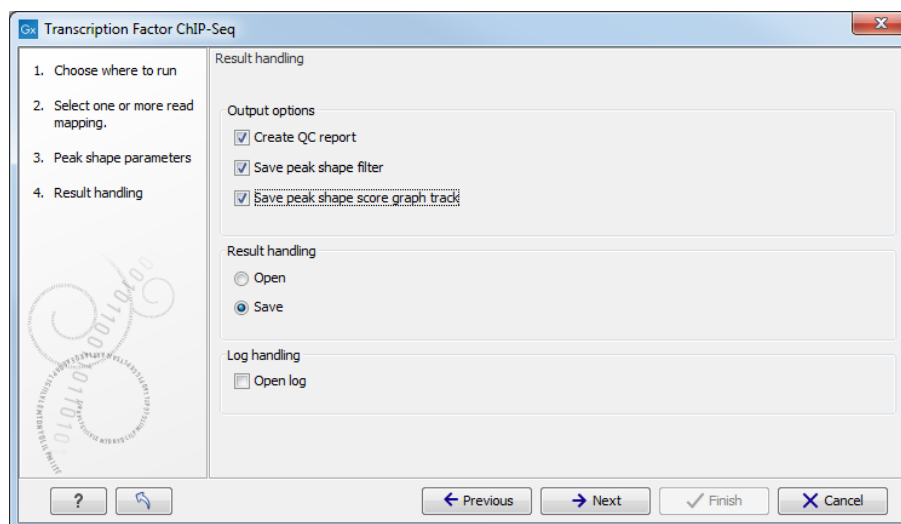 Gx Transcription Factor ChIP-Seq
X
1. Choose where to run
2. Select one or more read
mapping.
3. Peak shape parameters
4. Result handling
Result handling
Output options
Create QC report
Save peak shape filter
Save peak shape score graph track
Result handling
Open
Save
Log handling
Open log
?
Previous
Next
Finish
Cancel